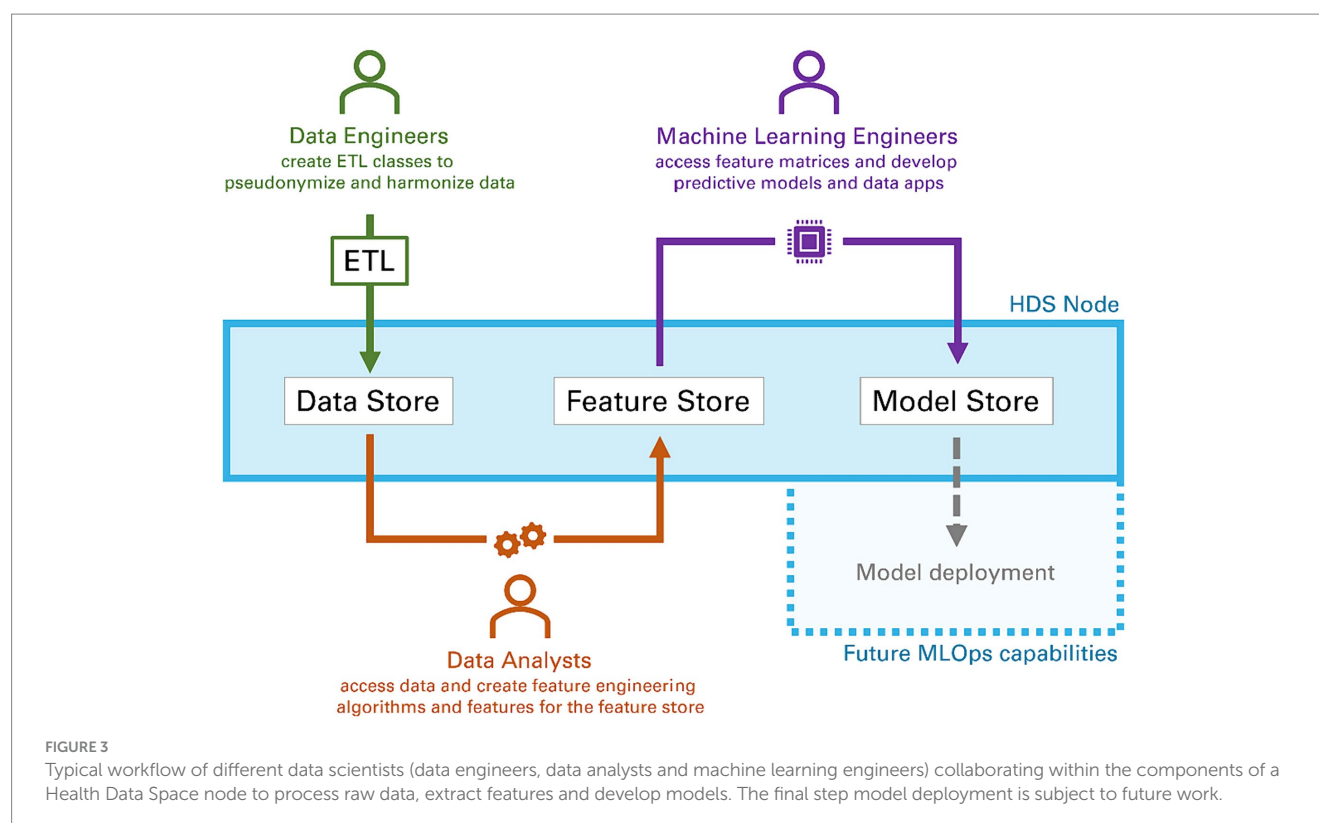 Data Engineers
create ETL classes to
pseudonymize and harmonize data
Machine Learning Engineers
access feature matrices and develop
predictive models and data apps
ETL
HDS Node
Data Store
Feature Store
Model Store
Model deployment
Future MLOps capabilities
Data Analysts
access data and create feature engineering
algorithms and features for the feature store
FIGURE 3
Typical workflow of different data scientists (data engineers, data analysts and machine learning engineers) collaborating within the components of a
Health Data Space node to process raw data, extract features and develop models. The final step model deployment is subject to future work.